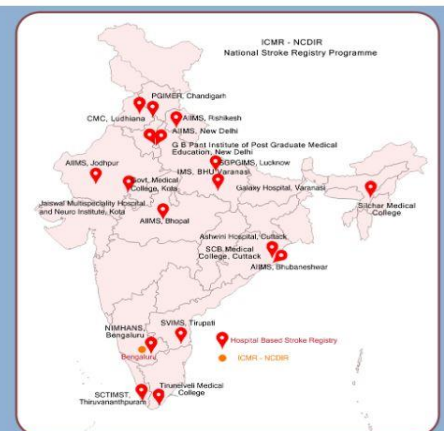 ICMR - NCDIR
National Stroke Registry Programme
PGIMER, Chandigarh
CMC, Ludhiana
AIIMS, Rishikesh
AIIMS, New Delhi
G B Pant Institute of Post Graduate Medical
Education, New Delhi
SGPGIMS, Lucknow
IMS, BHU, Varanasi
AIIMS, Jodhpur
Govt. Medical
College, Kota
Galaxy Hospital, Varanasi
Jaiswal Multispeciality Hospital
and Neuro Institute, Kota
Silchar Medical
College
AIIMS, Bhopal
Ashwini Hospital, Cuttack
SCB Medical
College, Cuttack
AIIMS, Bhubaneshwar
NIMHANS,
Bengaluru
SVIMS, Tirupati
Hospital Based Stroke Registry
Bengaluru
ICMR - NCDIR
Tirunelveli Medical
College
SCTIMST,
Thiruvananthpuram